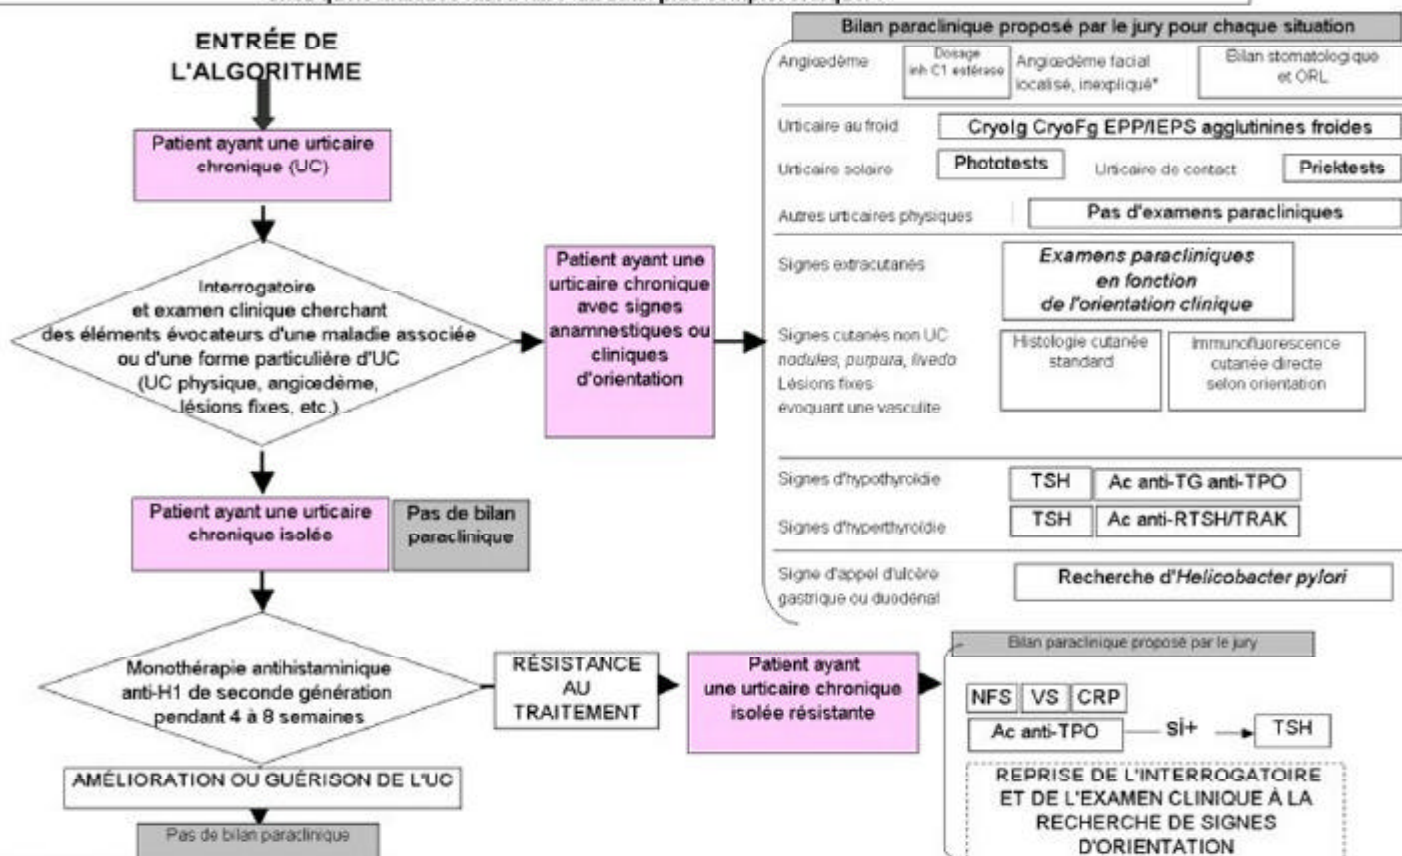 ENTRÉE DE
L'ALGORITHME
Patient ayant une urticaire
chronique (UC)
Interrogatoire
et examen clinique cherchant
des éléments évocateurs d'une maladie associée
ou d'une forme particulière d'UC
(UC physique, angiœdème,
lésions fixes, etc.)
Patient ayant une
urticaire chronique
avec signes
anamnestiques ou
cliniques
d'orientation
Bilan paraclinique proposé par le jury pour chaque situation
Angiœdème
Dosage
inh C1 estérase
Angiœdème facial
localisé, inexpliqué*
Bilan stomatologique
et ORL
Urticaire au froid
CryoIg CryoFg EPP/IEPS agglutinines froides
Urticaire solaire
Phototests
Urticaire de contact
Pricktests
Autres urticaires physiques
Pas d'examens paracliniques
Signes extracutanés
Examens paracliniques
en fonction
de l'orientation clinique
Signes cutanés non UC
nodules, purpura, livedo
Lésions fixes
évoquant une vasculite
Histologie cutanée
standard
Immunofluorescence
cutanée directe
selon orientation
Signes d'hypothyroïdie
TSH
Ac anti-TG anti-TPO
Signes d'hyperthyroïdie
TSH
Ac anti-RTSH/TRAK
Signe d'appel d'ulcère
gastrique ou duodénal
Recherche d'Helicobacter pylori
Patient ayant une urticaire
chronique isolée
Pas de bilan
paraclinique
Monothérapie antihistaminique
anti-H1 de seconde génération
pendant 4 à 8 semaines
RÉSISTANCE
AU
TRAITEMENT
Patient ayant
une urticaire chronique
isolée résistante
Bilan paraclinique proposé par le jury
NFS VS CRP
Ac anti-TPO si+ TSH
REPRISE DE L'INTERROGATOIRE
ET DE L'EXAMEN CLINIQUE À LA
RECHERCHE DE SIGNES
D'ORIENTATION
AMÉLIORATION OU GUÉRISON DE L'UC
Pas de bilan paraclinique